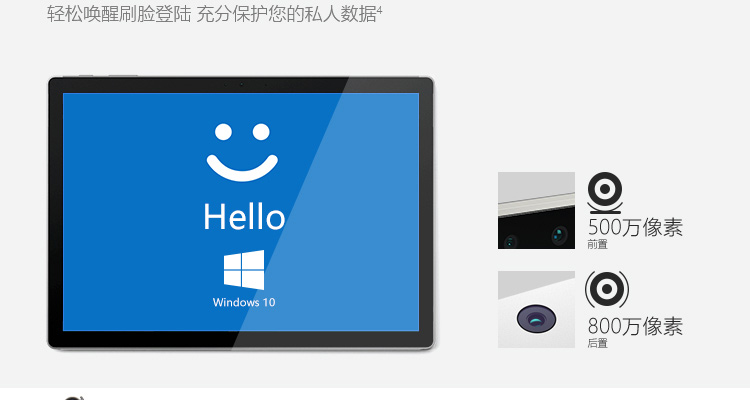 轻松唤醒刷脸登陆 充分保护您的私人数据⁴
Hello
Windows 10
500万像素
前置
800万像素
后置